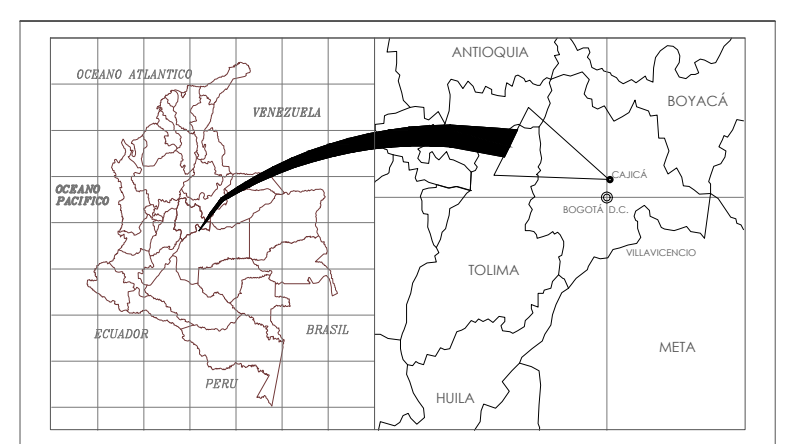 OCEANO ATLANTICO
VENEZUELA
OCEANO
PACIFICO
ECUADOR
BRASIL
PERU
ANTIOQUIA
BOYACÁ
CAJICÁ
BOGOTÁ D.C.
VILLAVICENCIO
TOLIMA
META
HUILA